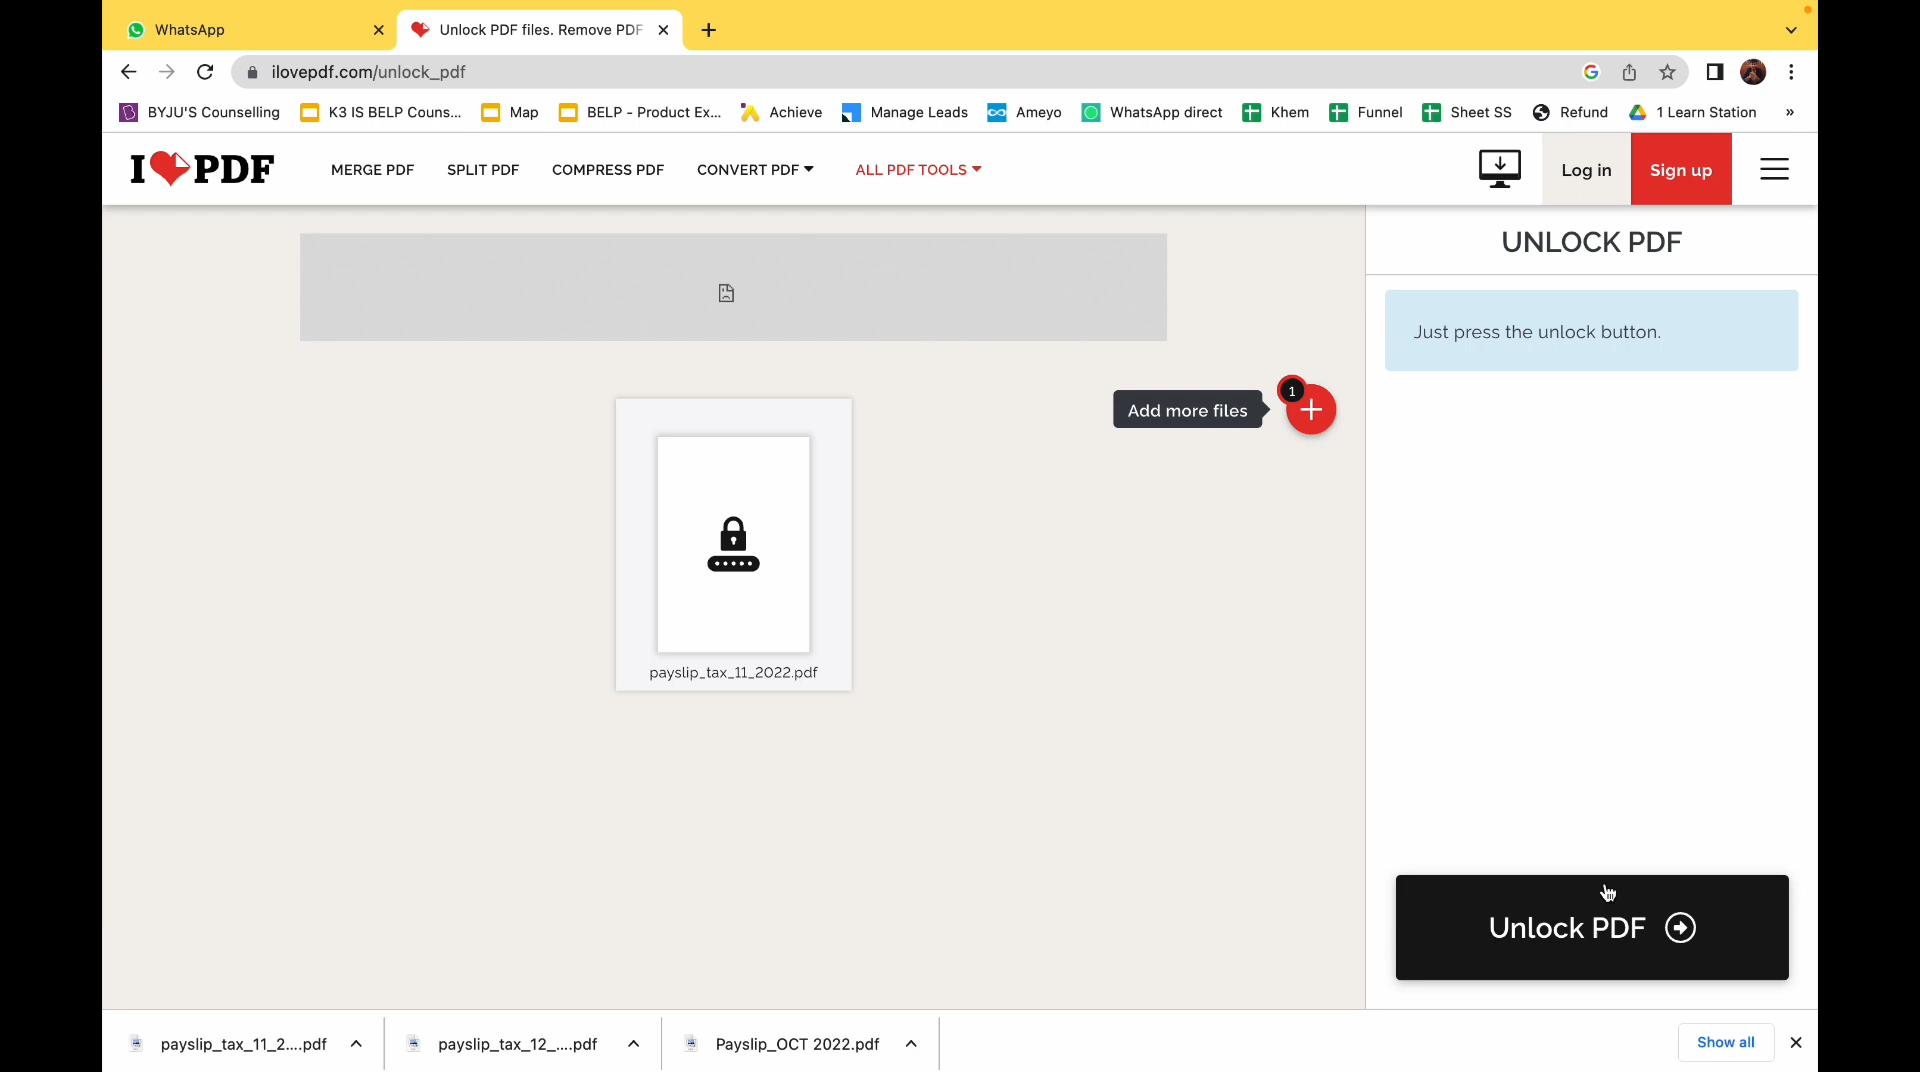 WhatsApp
Unlock PDF files. Remove PDF
ilovepdf.com/unlock_pdf
BYJU'S Counselling
K3 IS BELP Couns...
Map
BELP - Product Ex...
Achieve
Manage Leads
Ameyo
WhatsApp direct
Khem
Funnel
Sheet SS
Refund
1 Learn Station
»
I PDF
MERGE PDF
SPLIT PDF
COMPRESS PDF
CONVERT PDF
ALL PDF TOOLS
Log in
Sign up
UNLOCK PDF
Just press the unlock button.
1
Add more files
payslip_tax_11_2022.pdf
Unlock PDF
payslip_tax_11_2....pdf
payslip_tax_12_....pdf
Payslip_OCT 2022.pdf
Show all